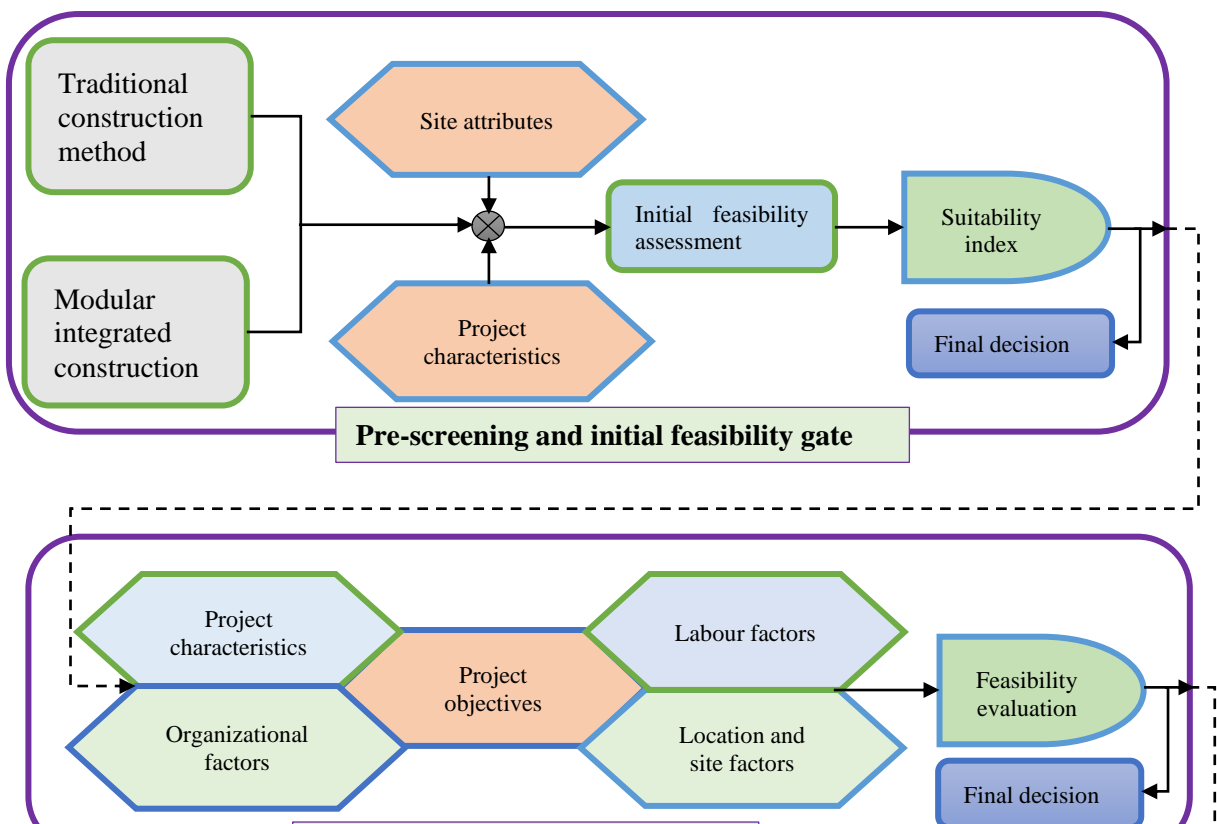 Traditional
construction
method
Site attributes
Initial feasibility
assessment
Suitability
index
Modular
integrated
construction
Project
characteristics
Final decision
Pre-screening and initial feasibility gate
Project
characteristics
Labour factors
Project
objectives
Feasibility
evaluation
Organizational
factors
Location and
site factors
Final decision